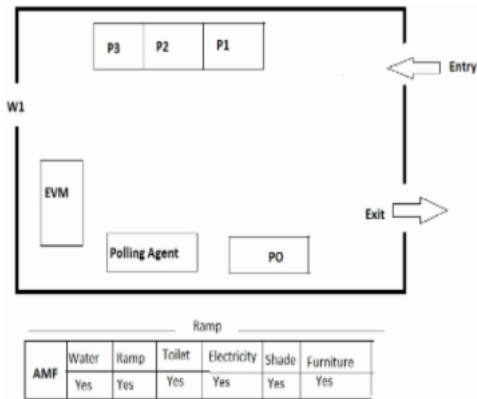 P3 P2 P1
Entry
W1
EVM
Exit
Polling Agent
PO
Ramp
AMF Water Ramp Toilet Electricity Shade Furniture
Yes Yes Yes Yes Yes Yes